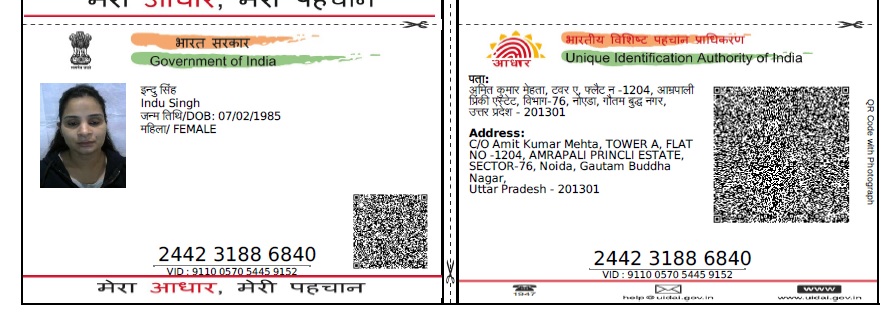 मेरा आधार, मेरी पहचान
भारत सरकार
Government of India
इन्दु सिंह
Indu Singh
जन्म तिथि/DOB: 07/02/1985
महिला/ FEMALE
2442 3188 6840
VID : 9110 0570 5445 9152
मेरा आधार, मेरी पहचान
भारतीय विशिष्ट पहचान प्राधिकरण
Unique Identification Authority of India
आधार
पता:
अमित कुमार मेहता, टवर ए, फ्लैट न -1204, आम्रपाली
प्रिंकी एस्टेट, विभाग-76, नोएडा, गौतम बुद्ध नगर,
उत्तर प्रदेश - 201301
Address:
C/O Amit Kumar Mehta, TOWER A, FLAT
NO -1204, AMRAPALI PRINCLI ESTATE,
SECTOR-76, Noida, Gautam Buddha
Nagar,
Uttar Pradesh - 201301
QR Code with Photograph
2442 3188 6840
VID : 9110 0570 5445 9152
1947
help@uidai.gov.in
www
www.uidai.gov.in